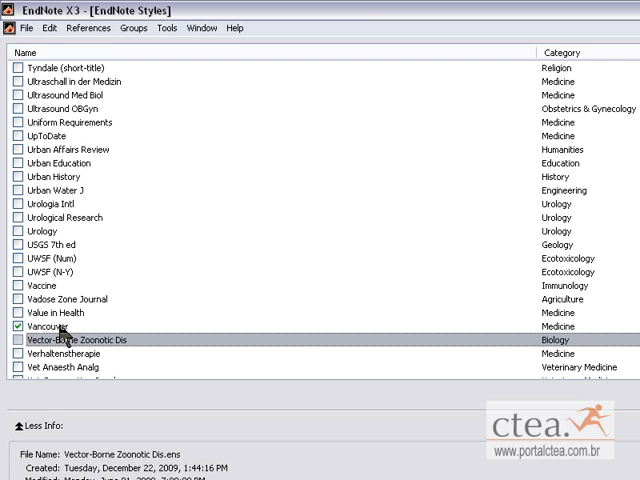 EndNote X3 - [EndNote Styles]
File Edit References Groups Tools Window Help
Name Category
Tyndale (short-title) Religion
Ultraschall in der Medizin Medicine
Ultrasound Med Biol Medicine
Ultrasound OBGyn Obstetrics & Gynecology
Uniform Requirements Medicine
UpToDate Medicine
Urban Affairs Review Humanities
Urban Education Education
Urban History History
Urban Water J Engineering
Urologia Intl Urology
Urological Research Urology
Urology Urology
USGS 7th ed Geology
UWSF (Num) Ecotoxicology
UWSF (N-Y) Ecotoxicology
Vaccine Immunology
Vadose Zone Journal Agriculture
Value in Health Medicine
Vancouver Medicine
Vector-Borne Zoonotic Dis Biology
Verhaltenstherapie Medicine
Vet Anaesth Analg Veterinary Medicine
Less Info:
ctea.
www.portalctea.com.br
File Name: Vector-Borne Zoonotic Dis.ens
Created: Tuesday, December 22, 2009, 1:44:16 PM